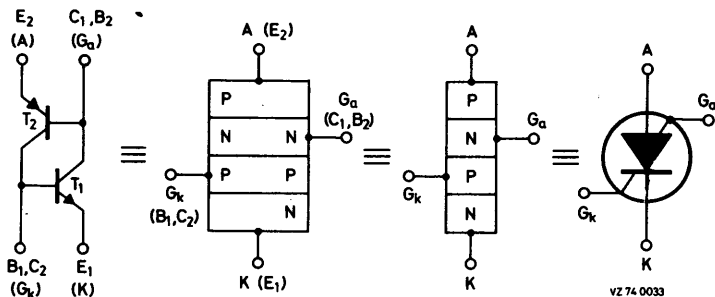 E₂ C₁,B₂
(A) (Gₐ)
T₂
T₁
B₁,C₂ E₁
(Gₖ) (K)
≡
A (E₂)
P
N N
Gₐ
(C₁,B₂)
P P
Gₖ
(B₁,C₂)
N
K (E₁)
≡
A
P
N
Gₐ
P
Gₖ
N
K
≡
A
Gₐ
Gₖ
K
VZ 74 0033